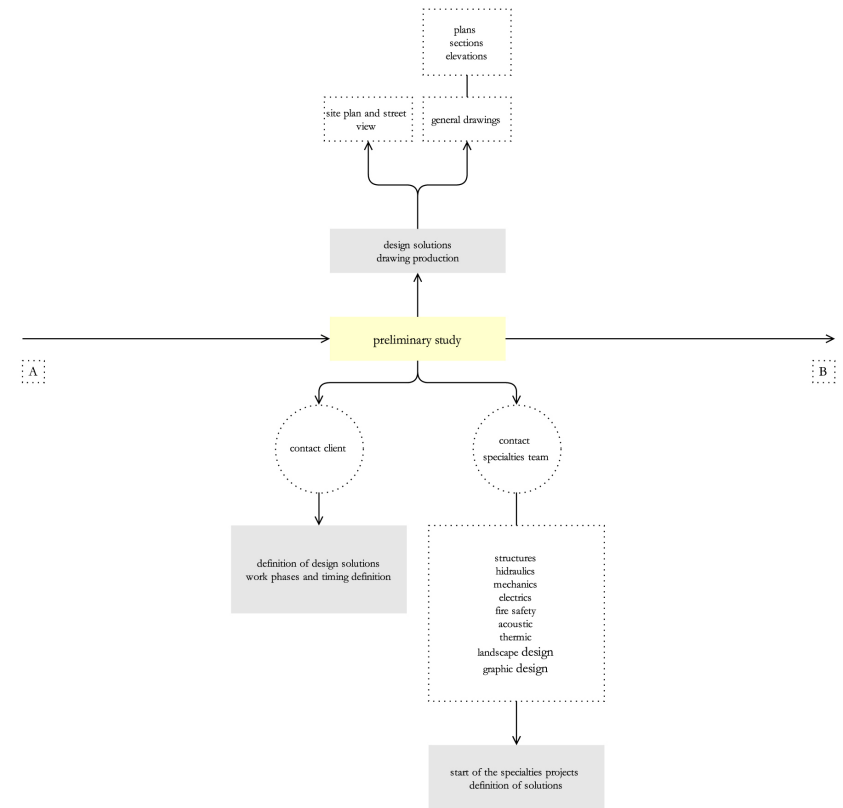 plans
sections
elevations
site plan and street
view
general drawings
design solutions
drawing production
preliminary study
A
B
contact client
contact
specialties team
definition of design solutions
work phases and timing definition
structures
hidraulics
mechanics
electrics
fire safety
acoustic
thermic
landscape design
graphic design
start of the specialties projects
definition of solutions